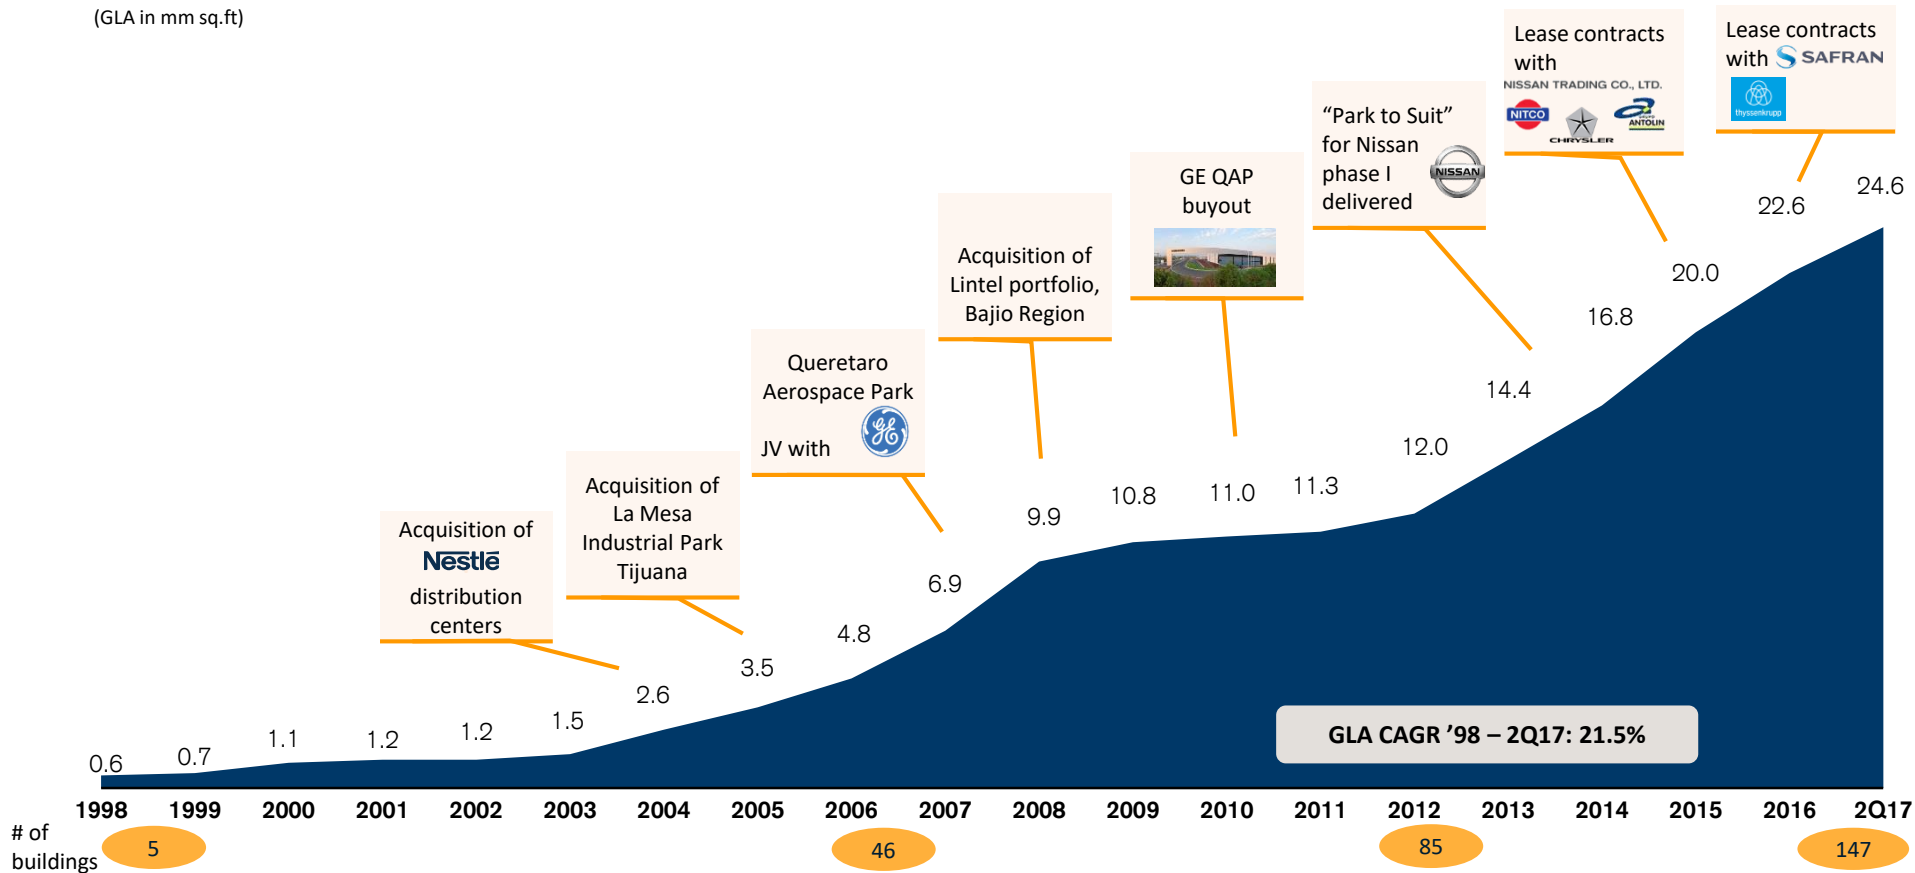 (GLA in mm sq.ft)
Lease contracts
with
NISSAN TRADING CO., LTD.
NITCO
CHRYSLER
GRUPO
ANTOLIN
Lease contracts
with SAFRAN
thyssenkrupp
"Park to Suit"
for Nissan
phase I
delivered
NISSAN
GE QAP
buyout
Acquisition of
Lintel portfolio,
Bajio Region
Queretaro
Aerospace Park
JV with GE
Acquisition of
La Mesa
Industrial Park
Tijuana
Acquisition of
Nestlé
distribution
centers
0.6 0.7 1.1 1.2 1.2 1.5 2.6 3.5 4.8 6.9 9.9 10.8 11.0 11.3 12.0 14.4 16.8 20.0 22.6 24.6
GLA CAGR ’98 – 2Q17: 21.5%
1998 1999 2000 2001 2002 2003 2004 2005 2006 2007 2008 2009 2010 2011 2012 2013 2014 2015 2016 2Q17
# of
buildings
5 46 85 147